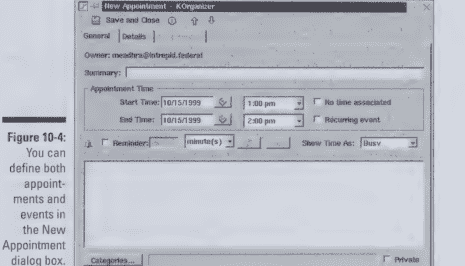 New Appointment - KOrganizer
Save and Close
General Details
Owner: meadhra@intrepid.federal
Summary:
Appointment Time
Start Time: 10/15/1999 1:00 pm No time associated
End Time: 10/15/1999 2:00 pm Recurring event
Reminder: minute(s) Show Time As: Busy
Categories... Private
Figure 10-4:
You can
define both
appoint-
ments and
events in
the New
Appointment
dialog box.